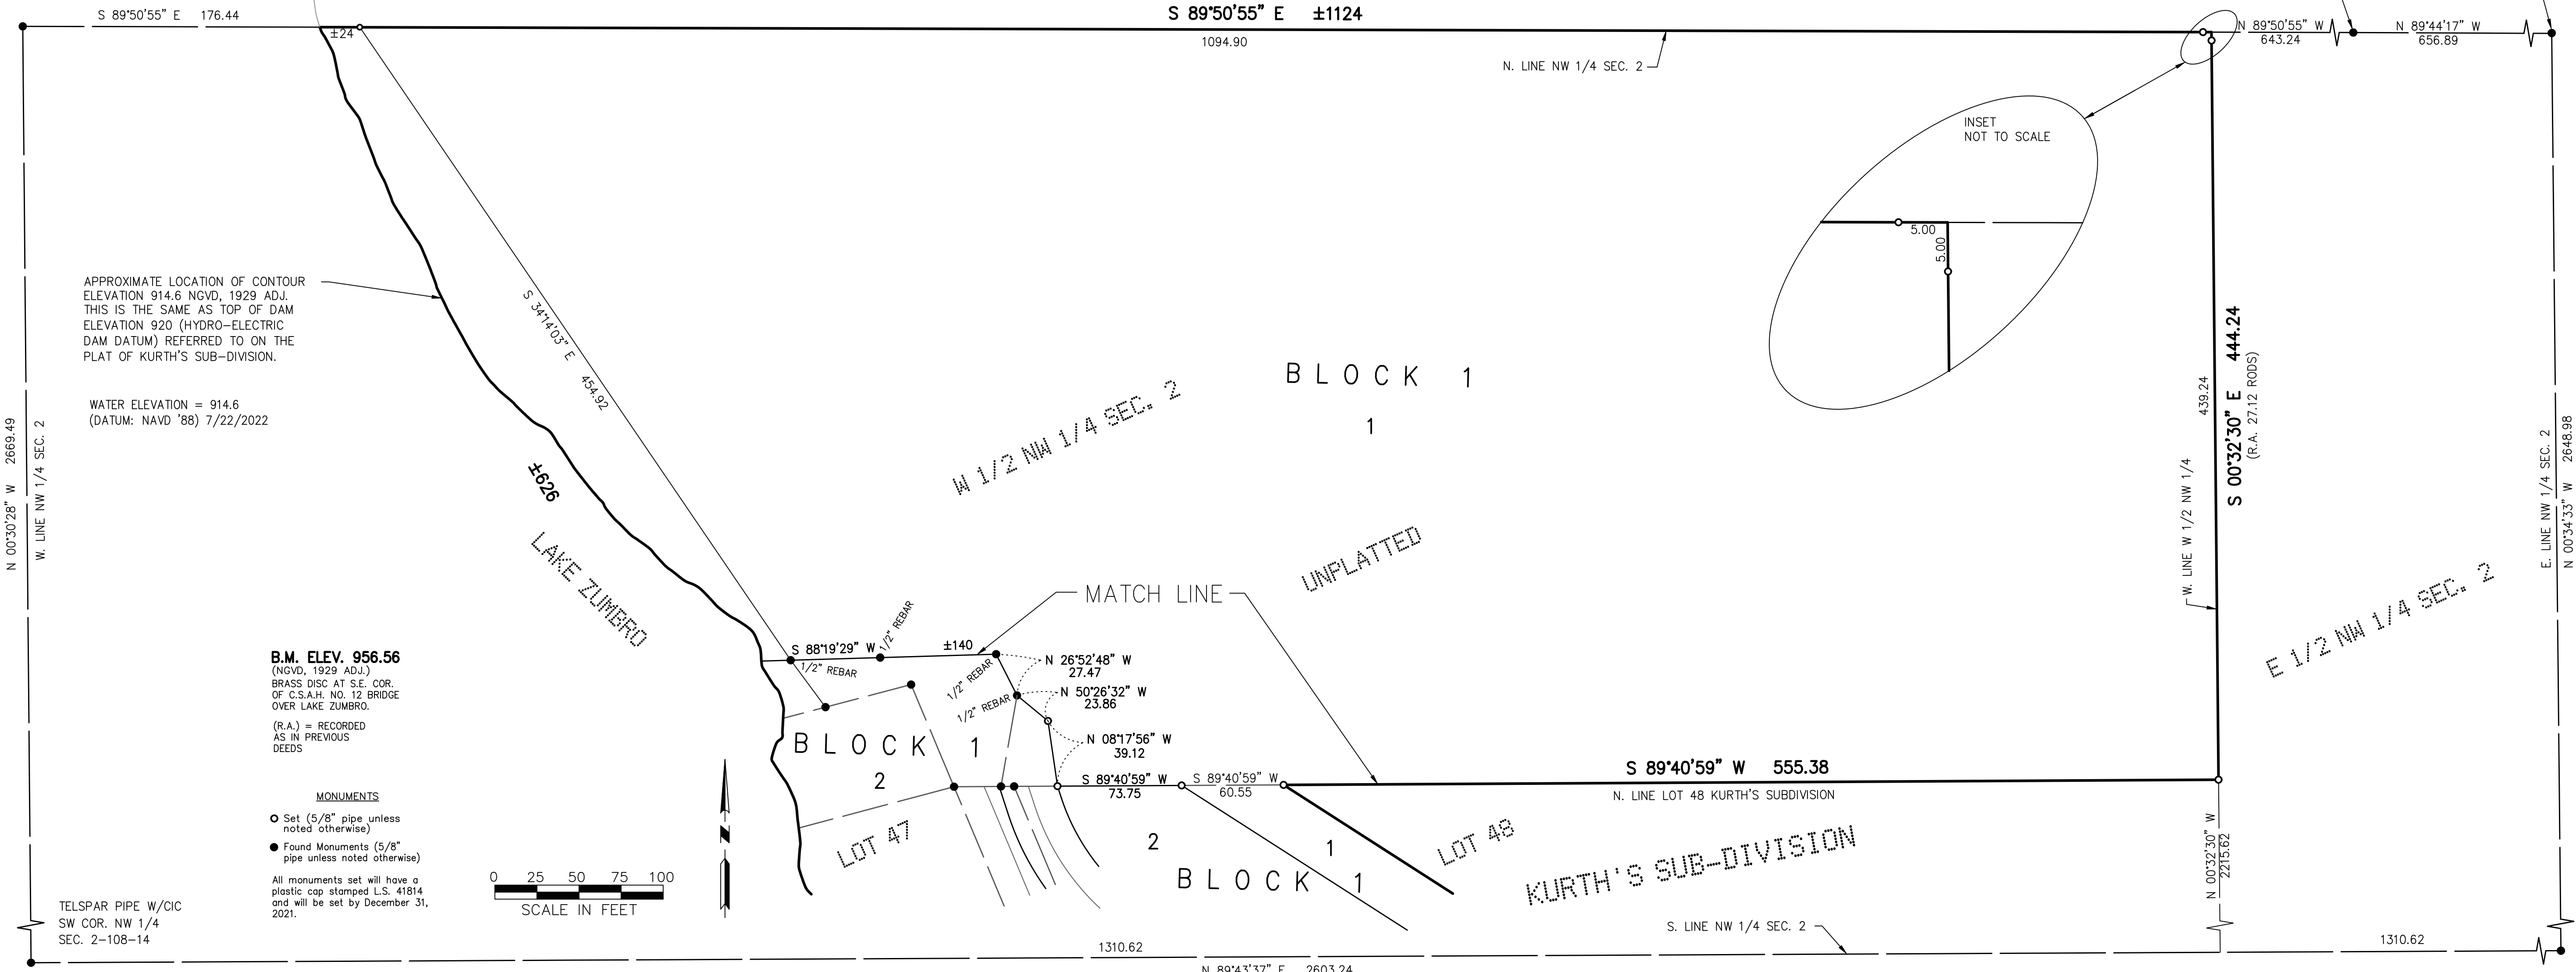 S 89°50'55" E 176.44
±24
S 89°50'55" E ±1124
1094.90
N. LINE NW 1/4 SEC. 2
N 89°50'55" W
643.24
N 89°44'17" W
656.89
INSET
NOT TO SCALE
5.00
5.00
APPROXIMATE LOCATION OF CONTOUR
ELEVATION 914.6 NGVD, 1929 ADJ.
THIS IS THE SAME AS TOP OF DAM
ELEVATION 920 (HYDRO-ELECTRIC
DAM DATUM) REFERRED TO ON THE
PLAT OF KURTH'S SUB-DIVISION.
WATER ELEVATION = 914.6
(DATUM: NAVD '88) 7/22/2022
N 00°30'28" W 2669.49
W. LINE NW 1/4 SEC. 2
S 34°14'03" E 454.92
±626
LAKE ZUMBRO
BLOCK 1
1
W 1/2 NW 1/4 SEC. 2
UNPLATTED
MATCH LINE
439.24
S 00°32'30" E 444.24
(R.A. 27.12 RODS)
W. LINE W 1/2 NW 1/4
E. LINE NW 1/4 SEC. 2
N 00°34'33" W 2648.98
E 1/2 NW 1/4 SEC. 2
S 88°19'29" W ±140
1/2" REBAR
1/2" REBAR
1/2" REBAR
1/2" REBAR
N 26°52'48" W
27.47
N 50°26'32" W
23.86
N 08°17'56" W
39.12
B.M. ELEV. 956.56
(NGVD, 1929 ADJ.)
BRASS DISC AT S.E. COR.
OF C.S.A.H. NO. 12 BRIDGE
OVER LAKE ZUMBRO.
(R.A.) = RECORDED
AS IN PREVIOUS
DEEDS
BLOCK 1
2
S 89°40'59" W
73.75
S 89°40'59" W
60.55
S 89°40'59" W 555.38
N. LINE LOT 48 KURTH'S SUBDIVISION
MONUMENTS
Set (5/8" pipe unless
noted otherwise)
Found Monuments (5/8"
pipe unless noted otherwise)
All monuments set will have a
plastic cap stamped L.S. 41814
and will be set by December 31,
2021.
0 25 50 75 100
SCALE IN FEET
N
LOT 47
2
1
BLOCK 1
LOT 48
KURTH'S SUB-DIVISION
N 00°32'30" W
2215.62
TELSPAR PIPE W/CIC
SW COR. NW 1/4
SEC. 2-108-14
S. LINE NW 1/4 SEC. 2
1310.62
1310.62
N 89°43'37" E 2603.24